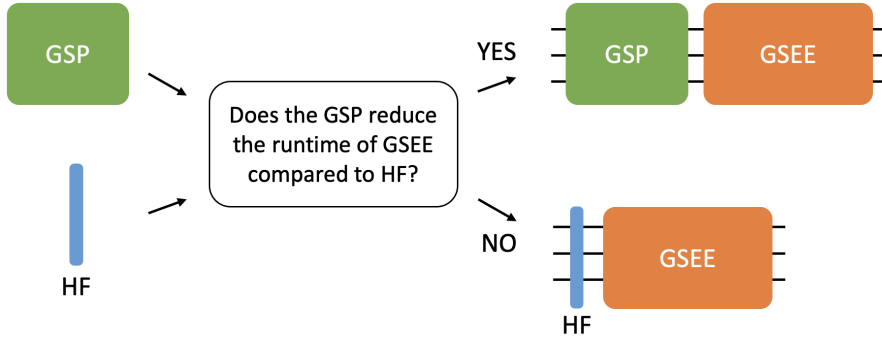 GSP
HF
Does the GSP reduce
the runtime of GSEE
compared to HF?
YES
GSP
GSEE
NO
GSEE
HF